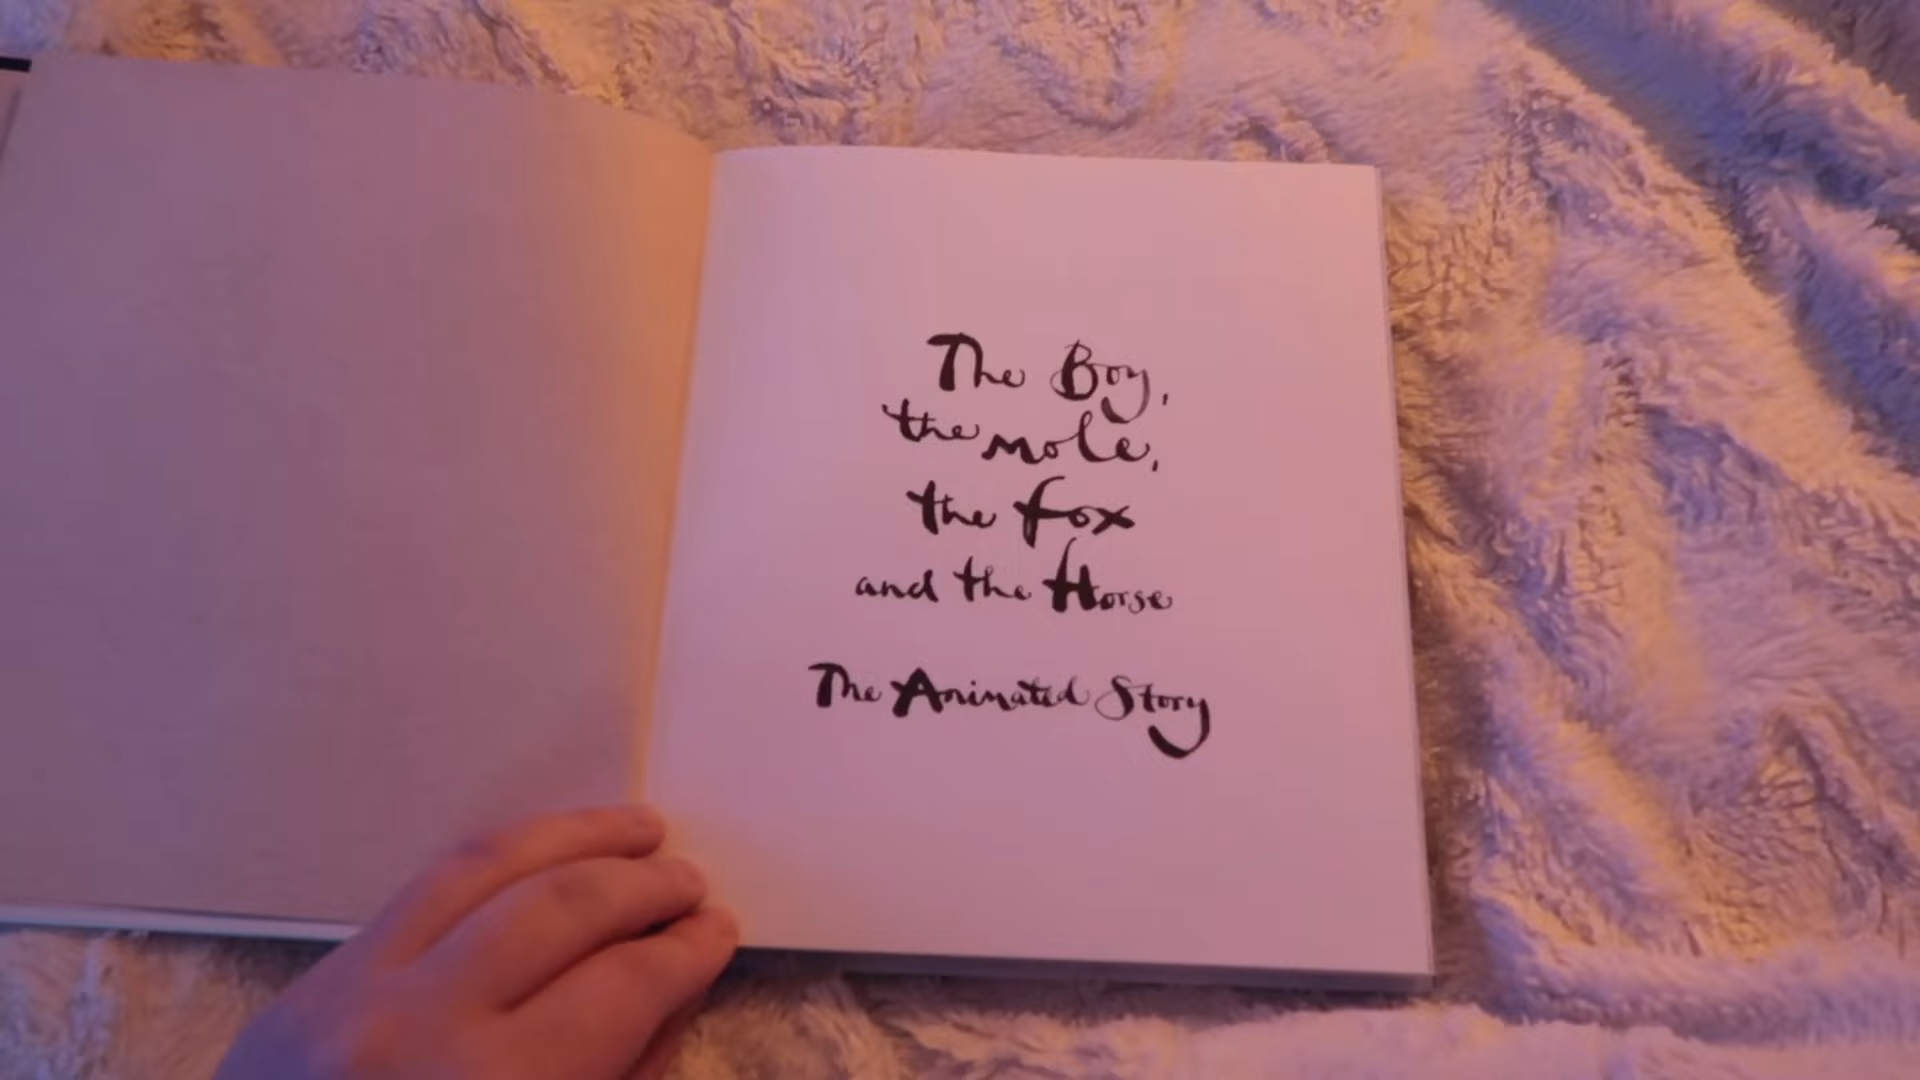 The Boy,
the mole,
the fox
and the Horse
The Animated Story